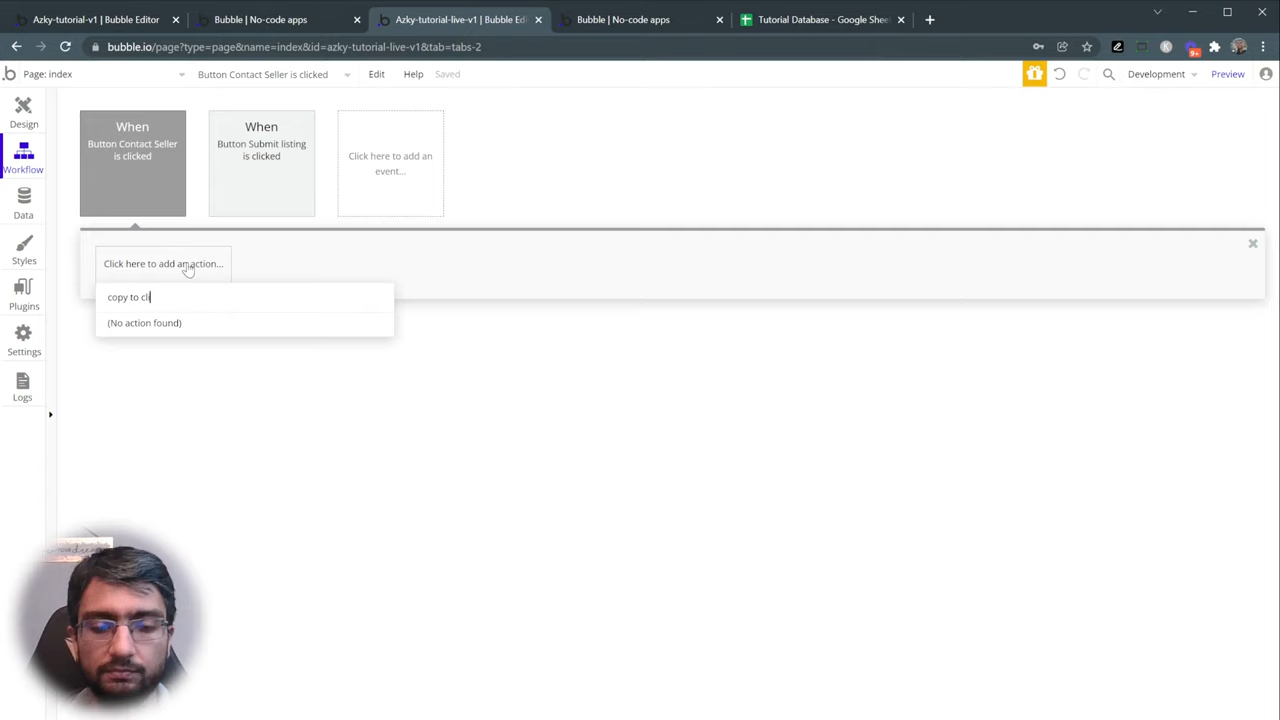 Azky-tutorial-v1 | Bubble Editor
Bubble | No-code apps
Azky-tutorial-live-v1 | Bubble Edi
Bubble | No-code apps
Tutorial Database - Google Shee
bubble.io/page?type=page&name=index&id=azky-tutorial-live-v1&tab=tabs-2
9+
Page: index
Button Contact Seller is clicked
Edit
Help
Saved
Development
Preview
Design
Workflow
Data
Styles
Plugins
Settings
Logs
When
Button Contact Seller
is clicked
When
Button Submit listing
is clicked
Click here to add an
event...
Click here to add an action...
copy to cli
(No action found)